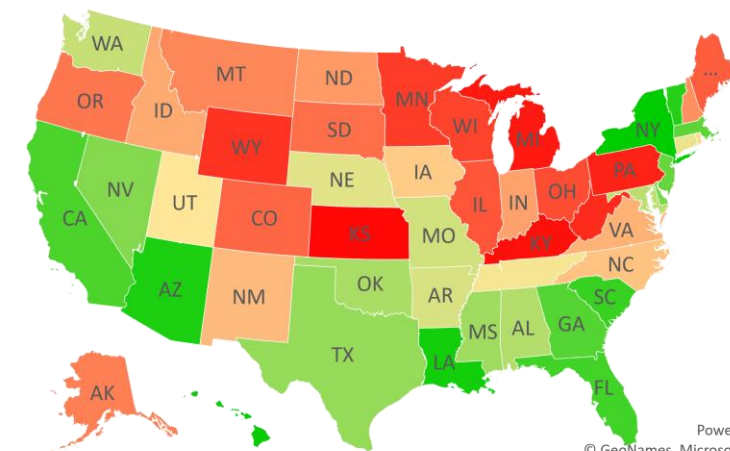 WA
MT
ND
MN
...
OR
ID
SD
WI
MI
NY
WY
IA
PA
NE
NV
UT
IL
IN
OH
CA
CO
KS
MO
KY
VA
NC
AZ
NM
OK
AR
SC
MS
AL
GA
TX
LA
FL
AK
Powe
© GeoNames, Microso